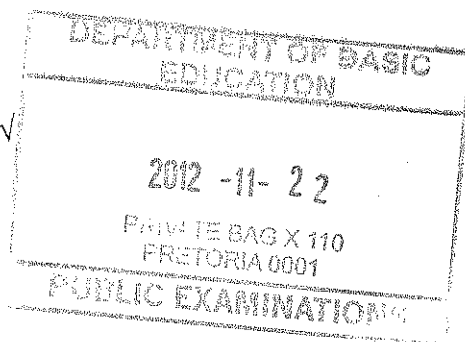 DEPARTMENT OF BASIC
EDUCATION
2012 -11- 22
PRIVATE BAG X 110
PRETORIA 0001
PUBLIC EXAMINATIONS